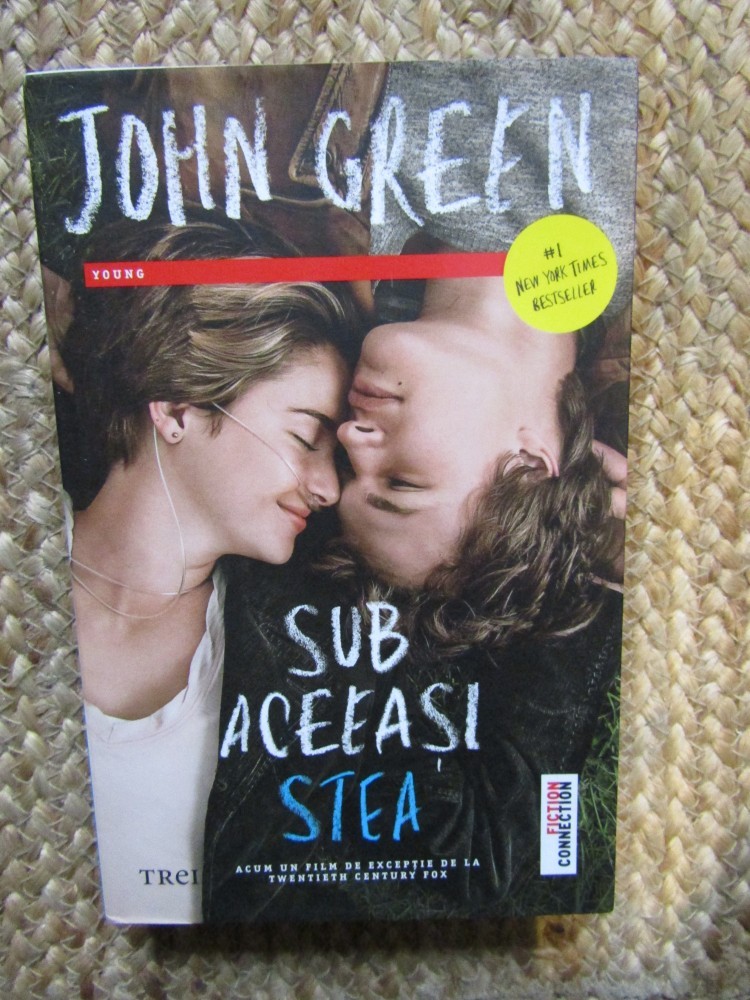 JOHN GREEN
YOUNG
#1
NEW YORK TIMES
BESTSELLER
SUB
ACEEAȘI
STEA
FICTION
CONNECTION
TREI
ACUM UN FILM DE EXCEPȚIE DE LA
TWENTIETH CENTURY FOX